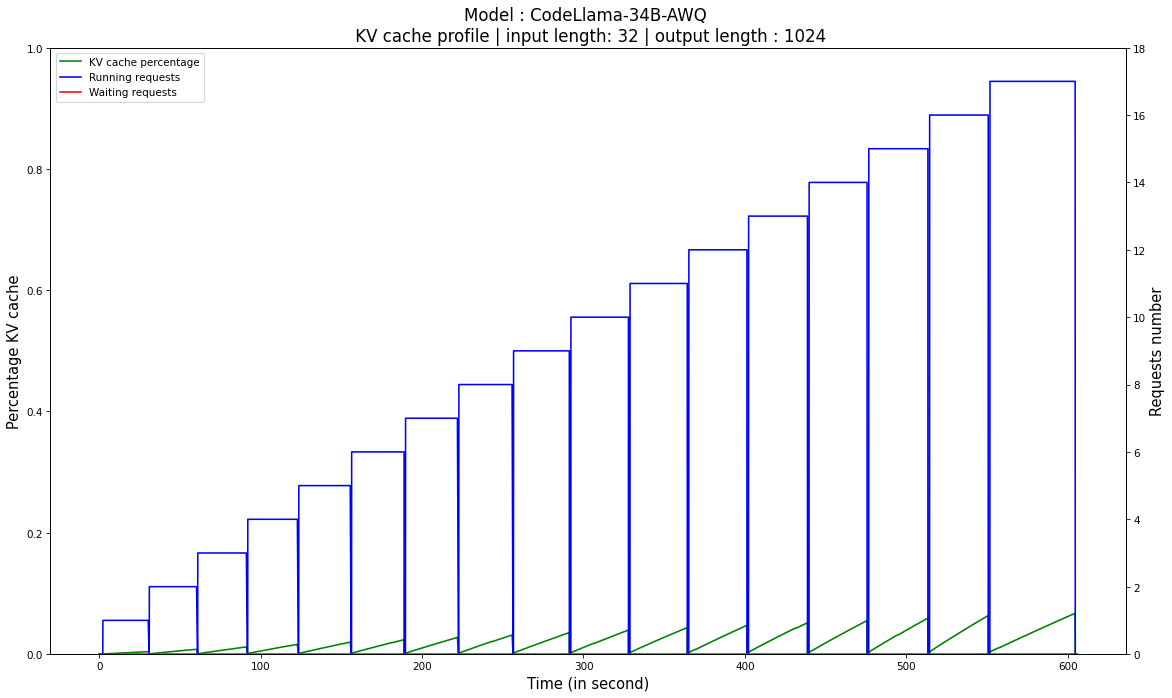 Model : CodeLlama-34B-AWQ
KV cache profile | input length: 32 | output length : 1024
KV cache percentage
Running requests
Waiting requests
1.0
0.8
0.6
0.4
0.2
0.0
Percentage KV cache
18
16
14
12
10
8
6
4
2
0
Requests number
0 100 200 300 400 500 600
Time (in second)